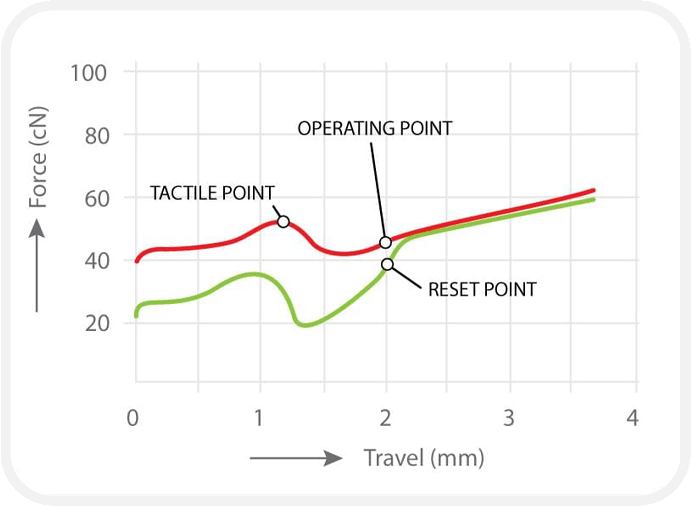 100
80
60
40
20
Force (cN)
OPERATING POINT
TACTILE POINT
RESET POINT
0 1 2 3 4
Travel (mm)